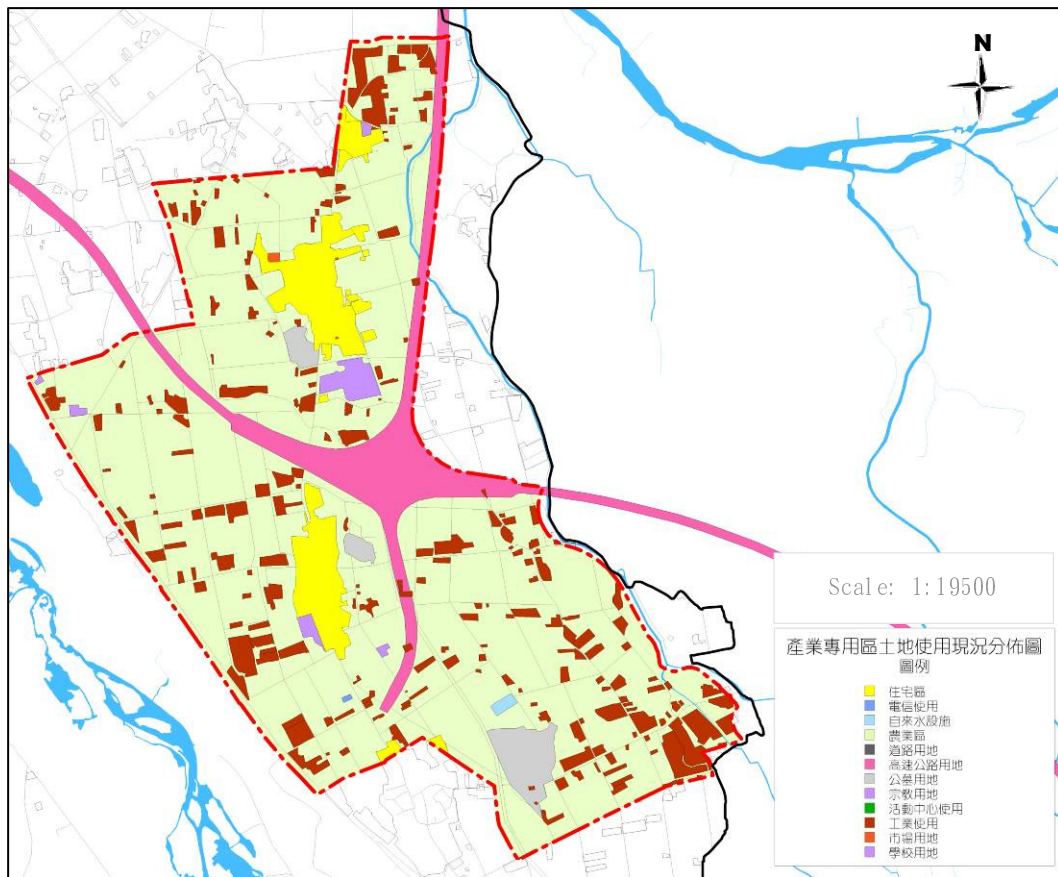 N
Scale: 1:19500
產業專用區土地使用現況分佈圖
圖例
住宅區
電信使用
自來水設施
農業區
道路用地
高速公路用地
公墓用地
宗教用地
活動中心使用
工業使用
市場用地
學校用地